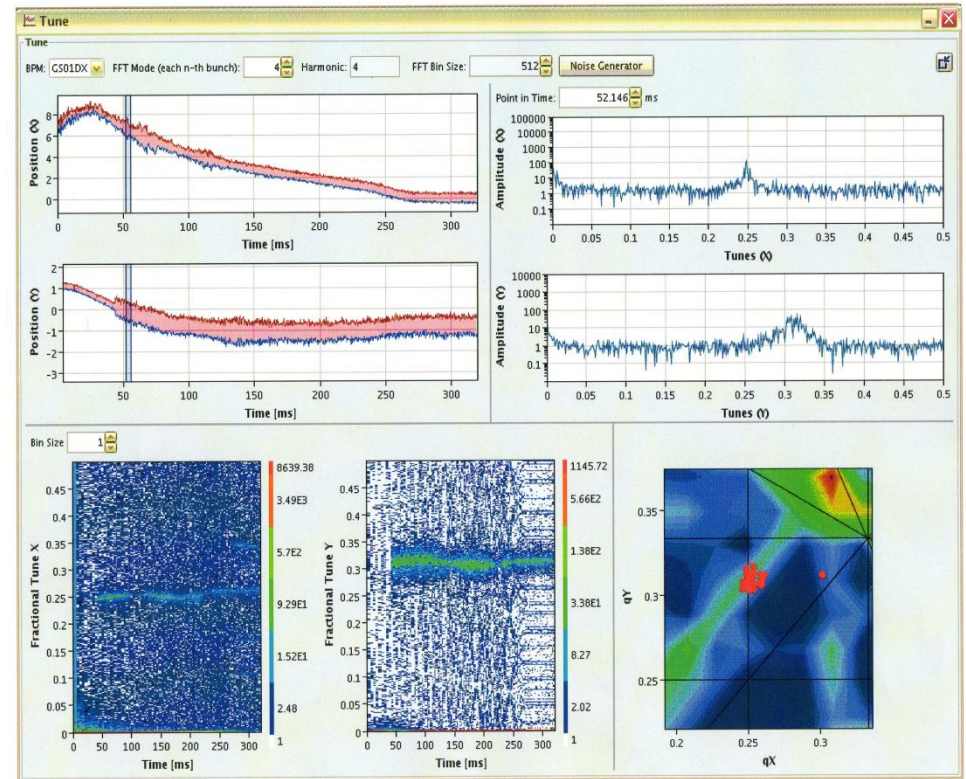 Tune
Tune
BPM: GS01DX FFT Mode (each n-th bunch): 4 Harmonic: 4 FFT Bin Size: 512 Noise Generator
Position (X)
8
6
4
2
0
0 50 100 150 200 250 300
Time [ms]
Position (Y)
2
1
0
-1
-2
-3
0 50 100 150 200 250 300
Time [ms]
Point in Time: 52.146 ms
Amplitude (X)
100000
10000
1000
100
10
1
0.1
0 0.05 0.1 0.15 0.2 0.25 0.3 0.35 0.4 0.45 0.5
Tunes (X)
Amplitude (Y)
10000
1000
100
10
1
0.1
0 0.05 0.1 0.15 0.2 0.25 0.3 0.35 0.4 0.45 0.5
Tunes (Y)
Bin Size 1
Fractional Tune X
0.45
0.4
0.35
0.3
0.25
0.2
0.15
0.1
0.05
0
0 50 100 150 200 250 300
Time [ms]
8639.38
3.49E3
5.7E2
9.29E1
1.52E1
2.48
1
Fractional Tune Y
0.45
0.4
0.35
0.3
0.25
0.2
0.15
0.1
0.05
0
0 50 100 150 200 250 300
Time [ms]
1145.72
5.66E2
1.38E2
3.38E1
8.27
2.02
1
qY
0.35
0.3
0.25
0.2 0.25 0.3
qX